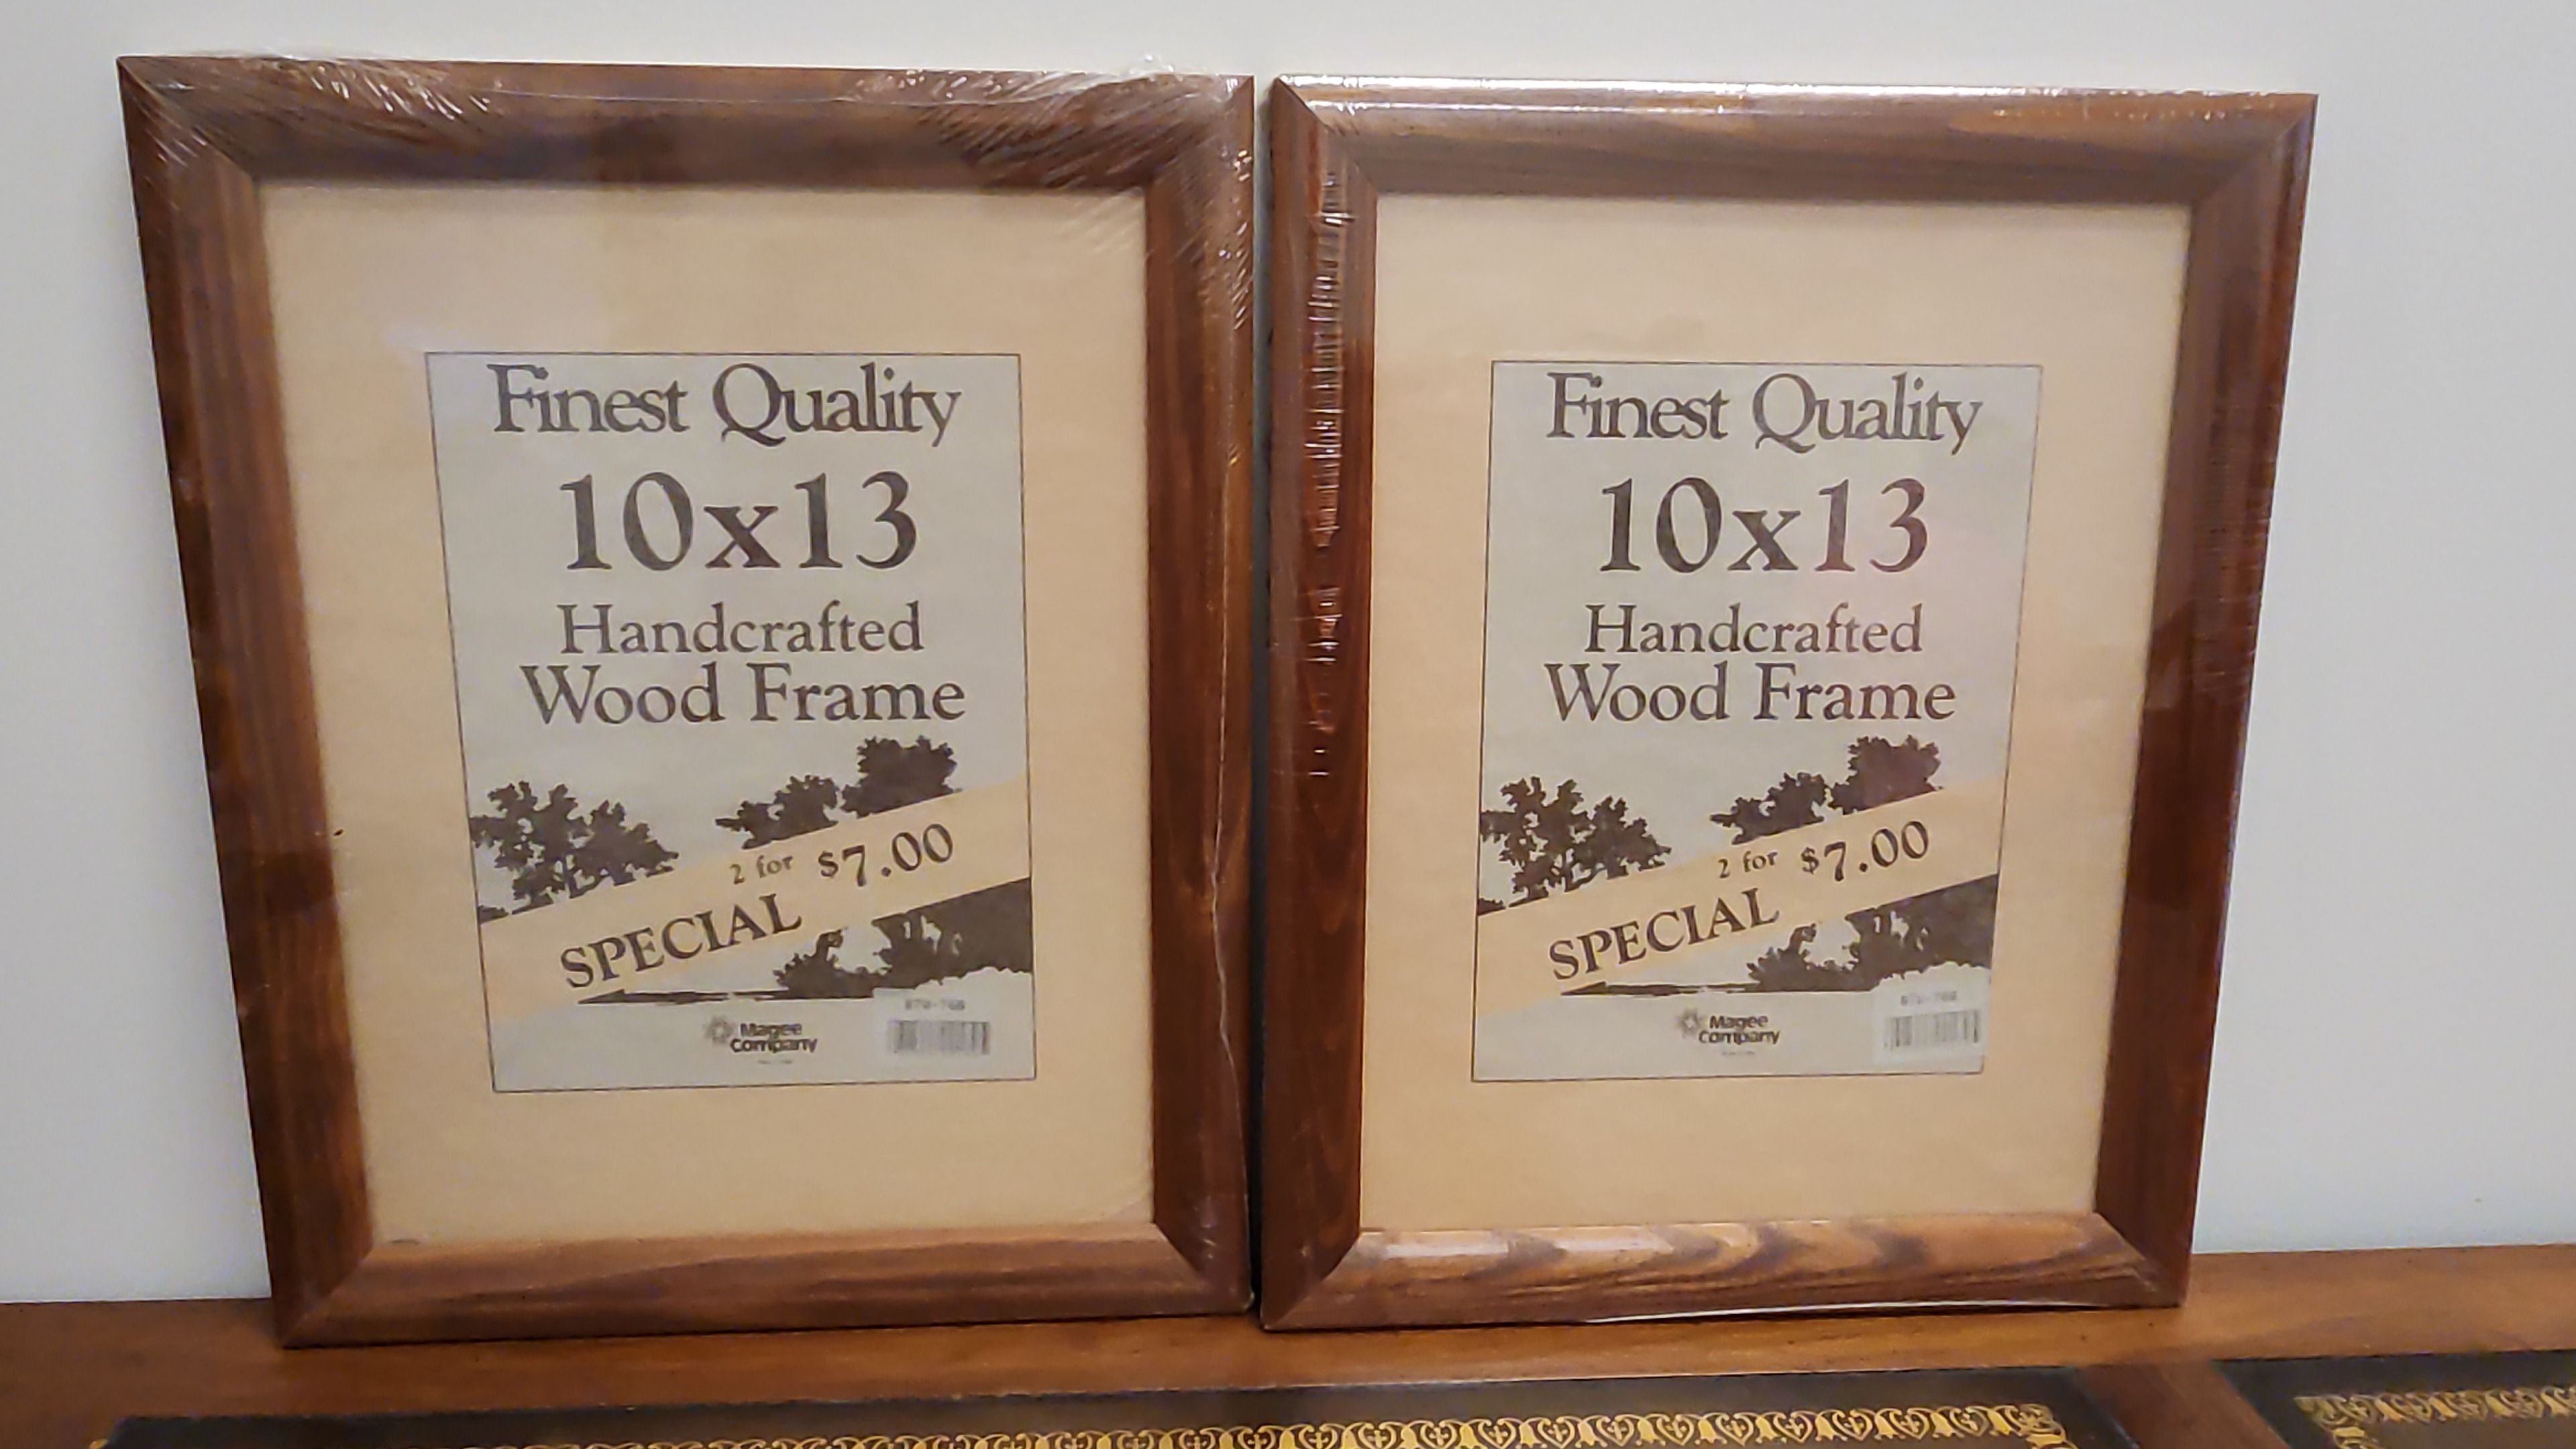 Finest Quality
10x13
Handcrafted
Wood Frame
2 for $7.00
SPECIAL
Magee
Company
Finest Quality
10x13
Handcrafted
Wood Frame
2 for $7.00
SPECIAL
Magee
Company